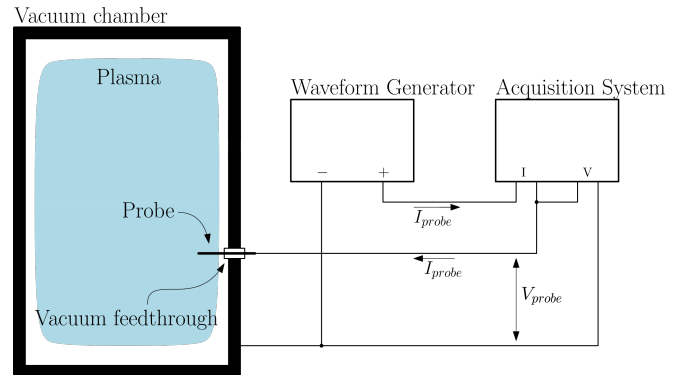 Vacuum chamber
Plasma
Waveform Generator
Acquisition System
− +
I V
Probe
I_probe
I_probe
V_probe
Vacuum feedthrough